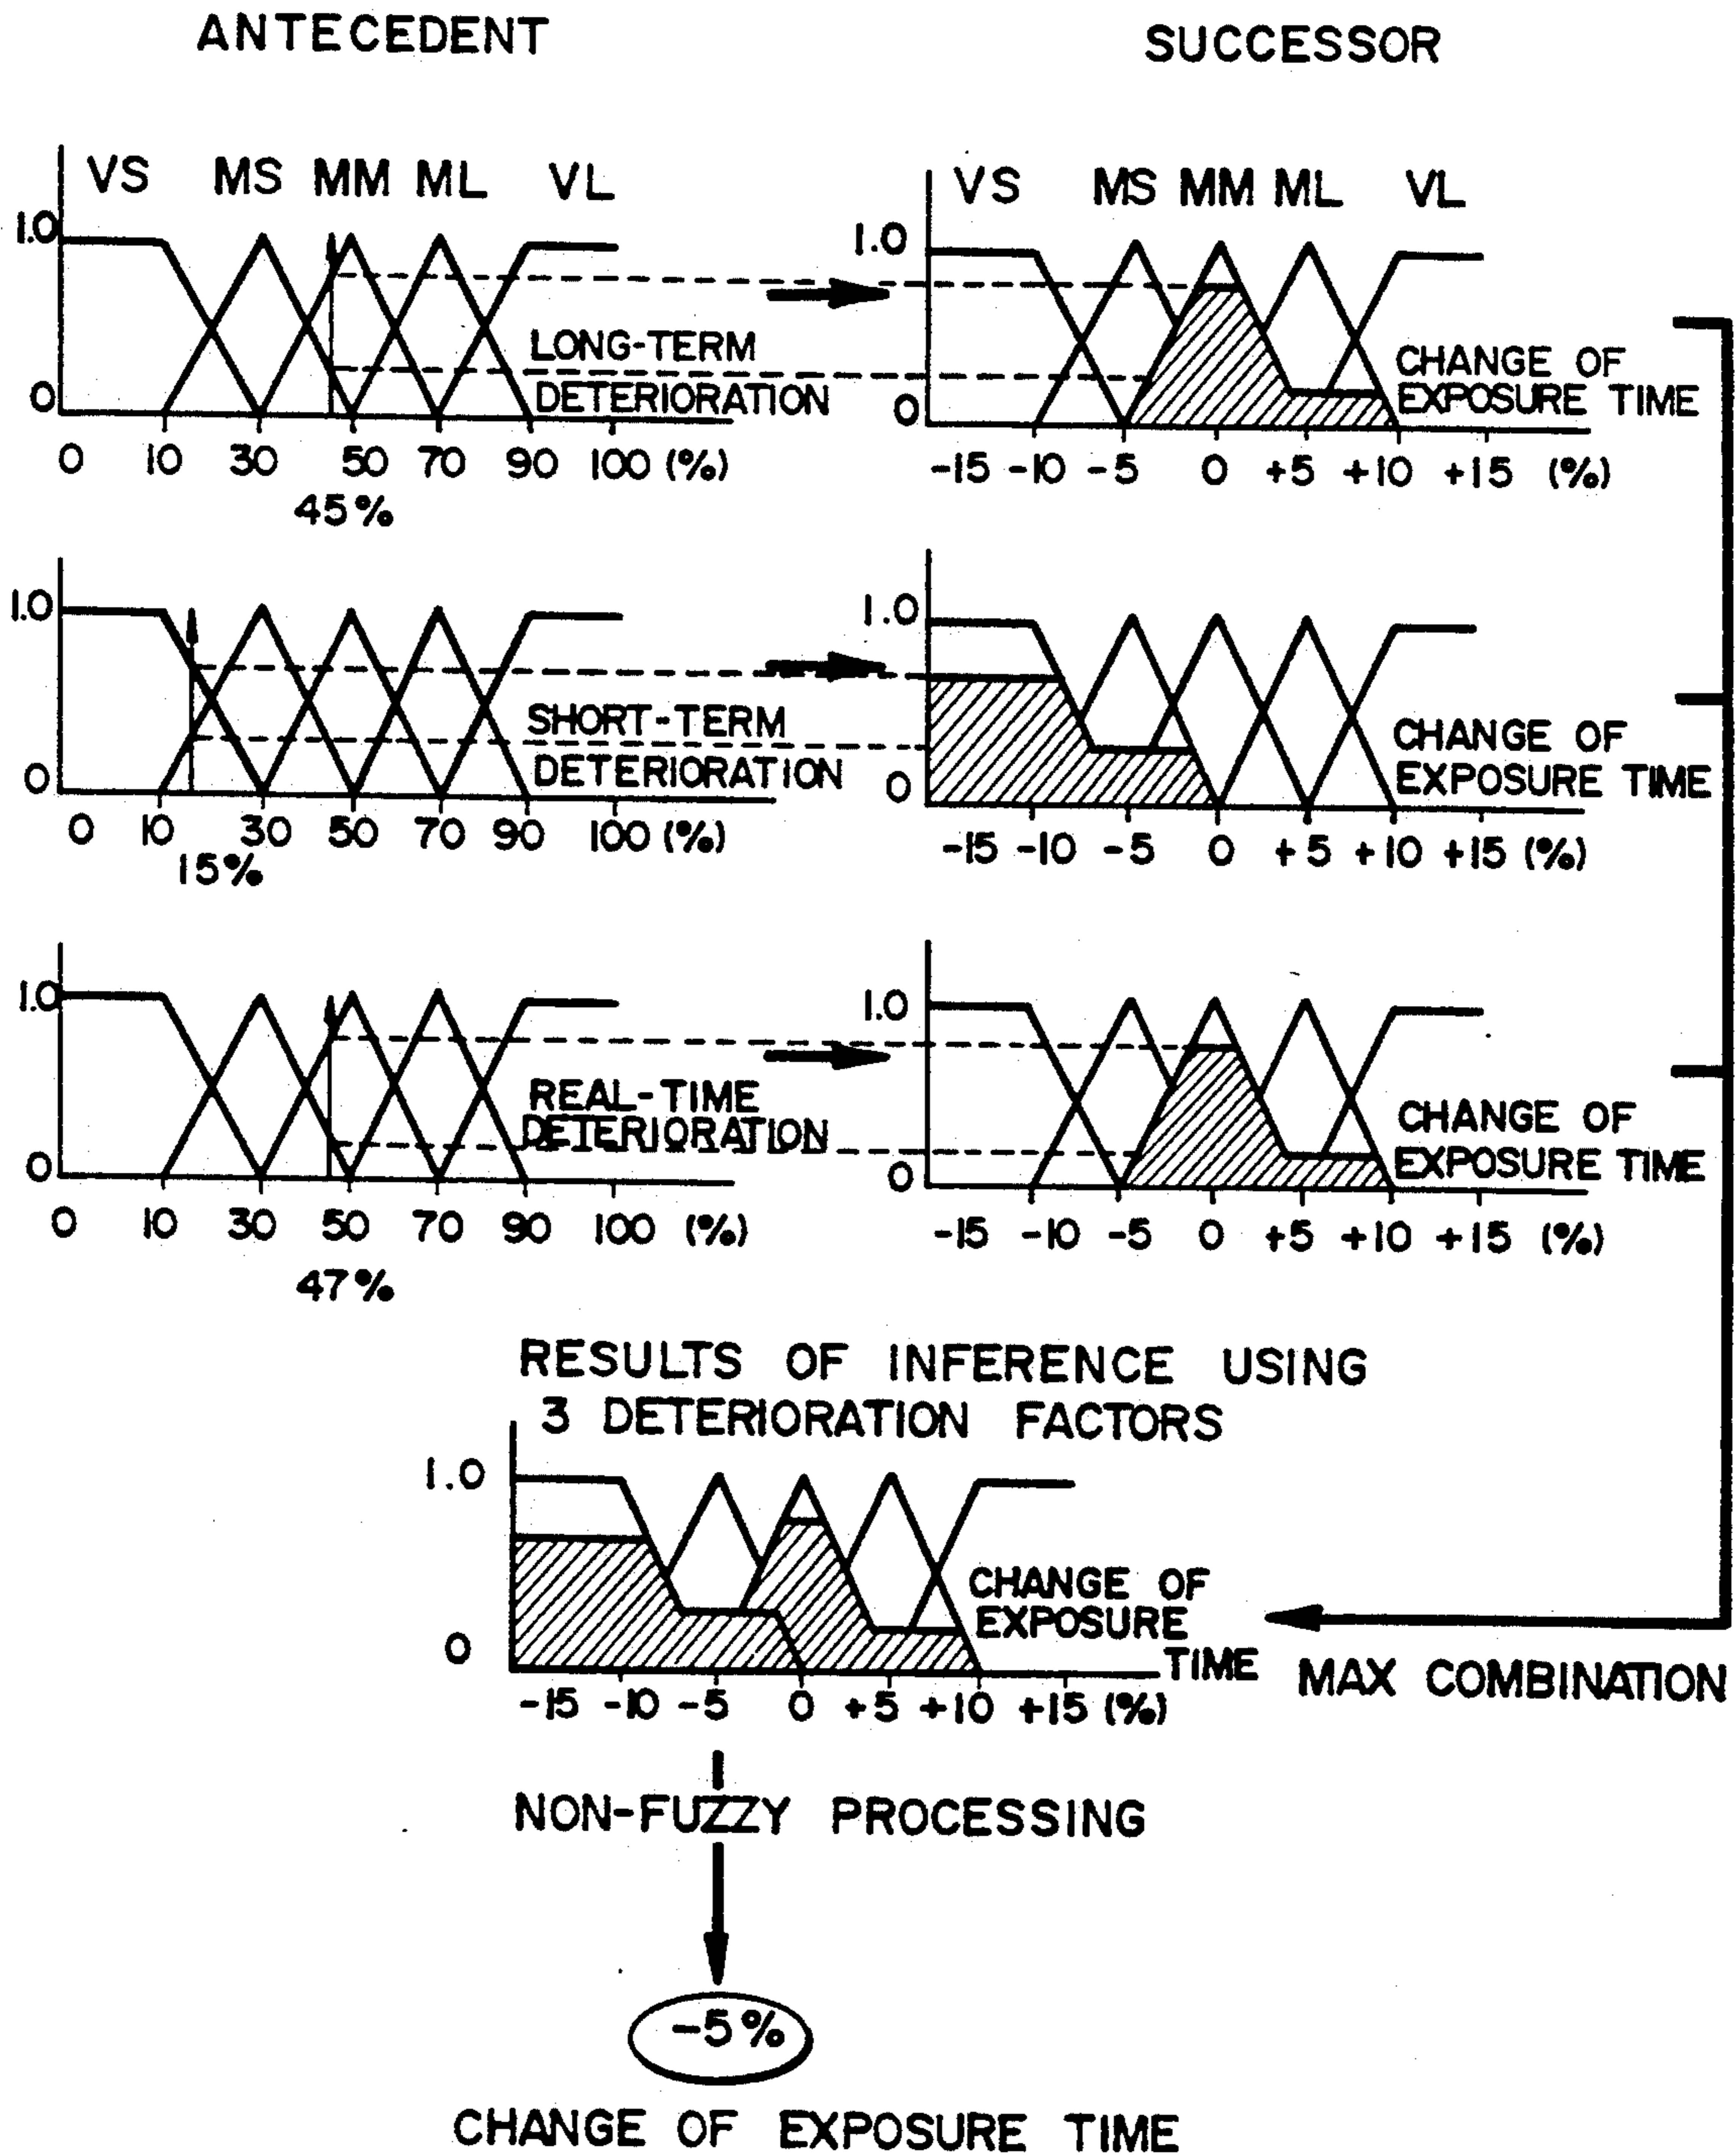 ANTECEDENT
SUCCESSOR
VS MS MM ML VL
1.0
0
LONG-TERM
DETERIORATION
0 10 30 50 70 90 100 (%)
45%
VS MS MM ML VL
1.0
0
CHANGE OF
EXPOSURE TIME
-15 -10 -5 0 +5 +10 +15 (%)
1.0
0
SHORT-TERM
DETERIORATION
0 10 30 50 70 90 100 (%)
15%
1.0
0
CHANGE OF
EXPOSURE TIME
-15 -10 -5 0 +5 +10 +15 (%)
1.0
0
REAL-TIME
DETERIORATION
0 10 30 50 70 90 100 (%)
47%
1.0
0
CHANGE OF
EXPOSURE TIME
-15 -10 -5 0 +5 +10 +15 (%)
RESULTS OF INFERENCE USING
3 DETERIORATION FACTORS
1.0
0
CHANGE OF
EXPOSURE
TIME
-15 -10 -5 0 +5 +10 +15 (%)
MAX COMBINATION
NON-FUZZY PROCESSING
-5%
CHANGE OF EXPOSURE TIME